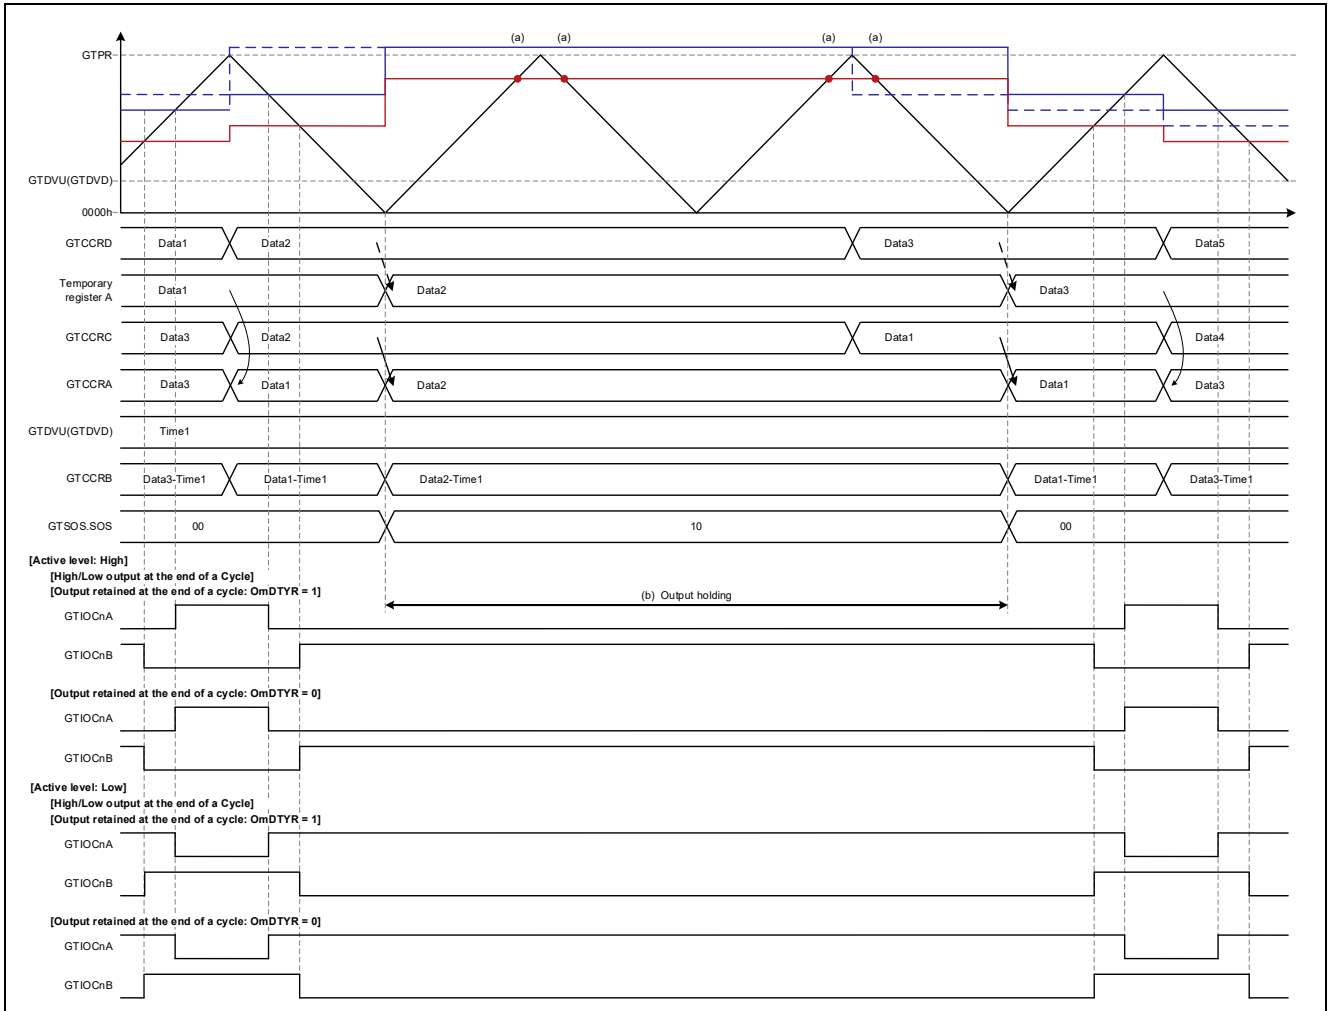 (a) (a) (a) (a)
GTPR
GTDVU(GTDVD)
0000h
GTCCRD Data1 Data2 Data3 Data5
Temporary
register A Data1 Data2 Data3
GTCCRC Data3 Data2 Data1 Data4
GTCCRA Data3 Data1 Data2 Data1 Data3
GTDVU(GTDVD) Time1
GTCCRB Data3-Time1 Data1-Time1 Data2-Time1 Data1-Time1 Data3-Time1
GTSOS.SOS 00 10 00
[Active level: High]
[High/Low output at the end of a Cycle]
[Output retained at the end of a cycle: OmDTYR = 1]
(b) Output holding
GTIOCnA
GTIOCnB
[Output retained at the end of a cycle: OmDTYR = 0]
GTIOCnA
GTIOCnB
[Active level: Low]
[High/Low output at the end of a Cycle]
[Output retained at the end of a cycle: OmDTYR = 1]
GTIOCnA
GTIOCnB
[Output retained at the end of a cycle: OmDTYR = 0]
GTIOCnA
GTIOCnB